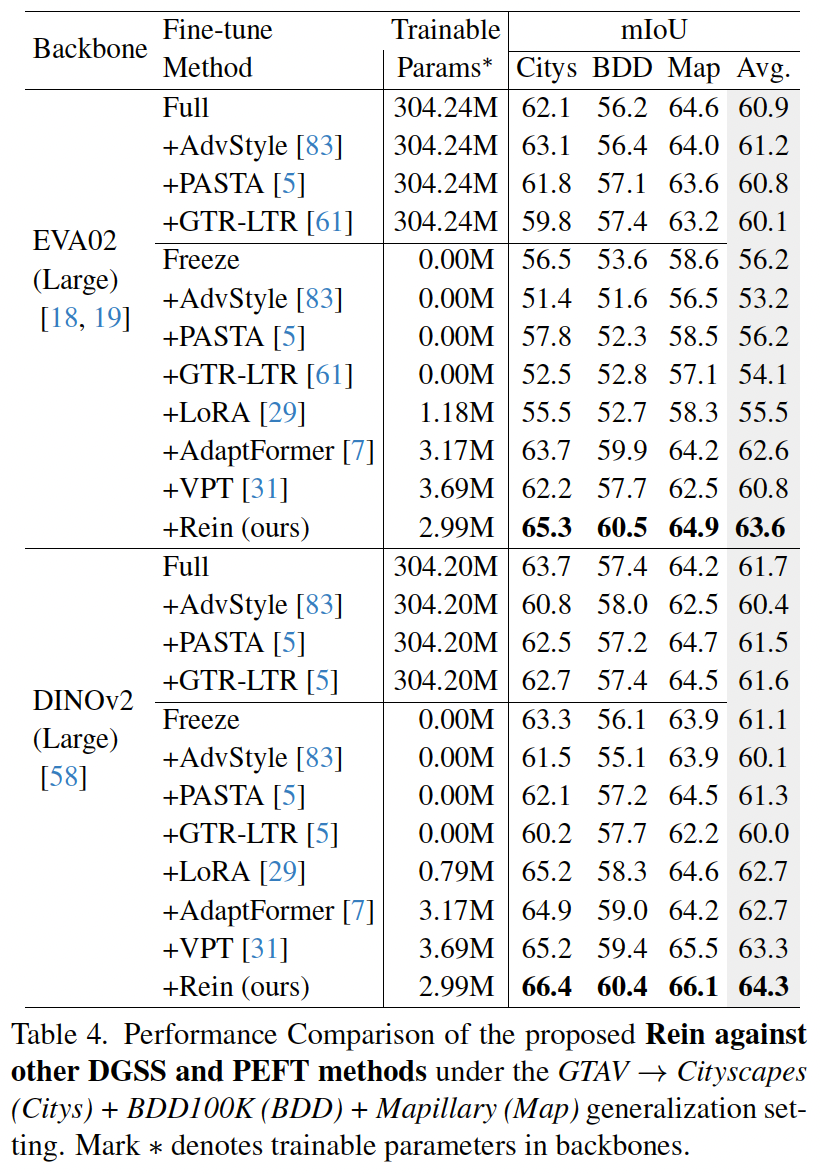 Backbone Fine-tune Method Trainable Params* mIoU
Citys BDD Map Avg.
EVA02 (Large) [18, 19]
Full 304.24M 62.1 56.2 64.6 60.9
+AdvStyle [83] 304.24M 63.1 56.4 64.0 61.2
+PASTA [5] 304.24M 61.8 57.1 63.6 60.8
+GTR-LTR [61] 304.24M 59.8 57.4 63.2 60.1
Freeze 0.00M 56.5 53.6 58.6 56.2
+AdvStyle [83] 0.00M 51.4 51.6 56.5 53.2
+PASTA [5] 0.00M 57.8 52.3 58.5 56.2
+GTR-LTR [61] 0.00M 52.5 52.8 57.1 54.1
+LoRA [29] 1.18M 55.5 52.7 58.3 55.5
+AdaptFormer [7] 3.17M 63.7 59.9 64.2 62.6
+VPT [31] 3.69M 62.2 57.7 62.5 60.8
+Rein (ours) 2.99M 65.3 60.5 64.9 63.6
DINOv2 (Large) [58]
Full 304.20M 63.7 57.4 64.2 61.7
+AdvStyle [83] 304.20M 60.8 58.0 62.5 60.4
+PASTA [5] 304.20M 62.5 57.2 64.7 61.5
+GTR-LTR [5] 304.20M 62.7 57.4 64.5 61.6
Freeze 0.00M 63.3 56.1 63.9 61.1
+AdvStyle [83] 0.00M 61.5 55.1 63.9 60.1
+PASTA [5] 0.00M 62.1 57.2 64.5 61.3
+GTR-LTR [5] 0.00M 60.2 57.7 62.2 60.0
+LoRA [29] 0.79M 65.2 58.3 64.6 62.7
+AdaptFormer [7] 3.17M 64.9 59.0 64.2 62.7
+VPT [31] 3.69M 65.2 59.4 65.5 63.3
+Rein (ours) 2.99M 66.4 60.4 66.1 64.3
Table 4. Performance Comparison of the proposed Rein against
other DGSS and PEFT methods under the GTAV → Cityscapes
(Citys) + BDD100K (BDD) + Mapillary (Map) generalization set-
ting. Mark * denotes trainable parameters in backbones.